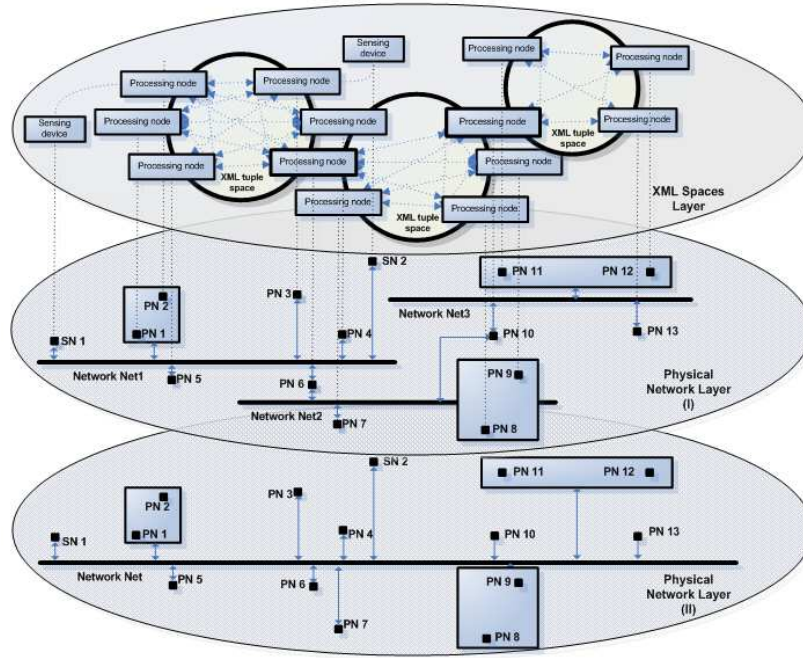 Processing node
Processing node
Sensing
device
Processing node
Processing node
Processing node
Processing node
Sensing
device
Processing node
Processing node
Processing node
Processing node
XML tuple
space
Processing node
Processing node
Processing node
XML tuple
space
Processing node
Processing node
XML tuple
space
Processing node
XML Spaces
Layer
SN 2
PN 11
PN 12
PN 2
PN 3
Network Net3
PN 1
PN 4
PN 10
PN 13
SN 1
Network Net1
PN 5
PN 6
PN 9
Physical
Network Layer
(I)
Network Net2
PN 7
PN 8
SN 2
PN 11
PN 12
PN 3
PN 2
PN 1
PN 4
PN 10
PN 13
SN 1
Network Net
PN 5
PN 6
PN 9
Physical
Network Layer
(II)
PN 7
PN 8